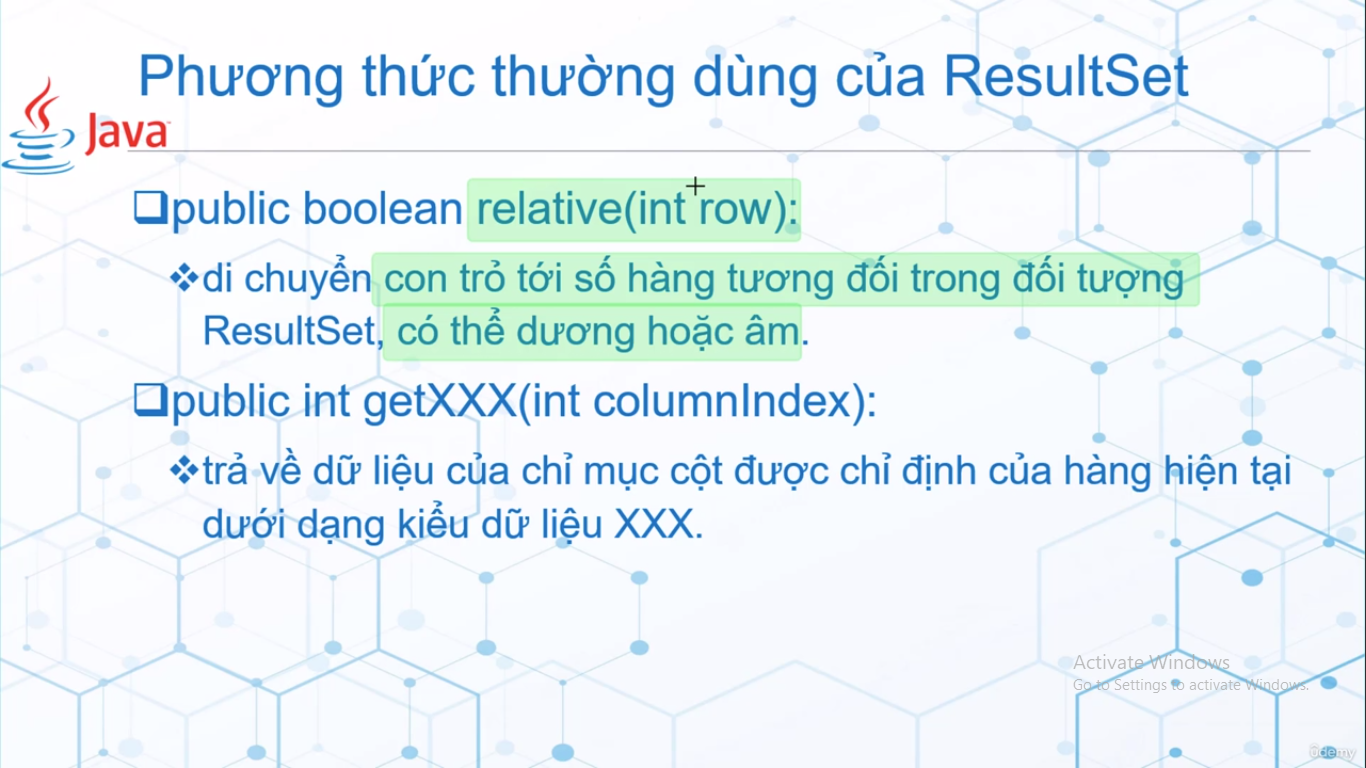 Phương thức thường dùng của ResultSet
Java
❑public boolean relative(int row):
❖di chuyển con trỏ tới số hàng tương đối trong đối tượng
ResultSet, có thể dương hoặc âm.
❑public int getXXX(int columnIndex):
❖trả về dữ liệu của chỉ mục cột được chỉ định của hàng hiện tại
dưới dạng kiểu dữ liệu XXX.
Activate Windows
Go to Settings to activate Windows.
ûdemy